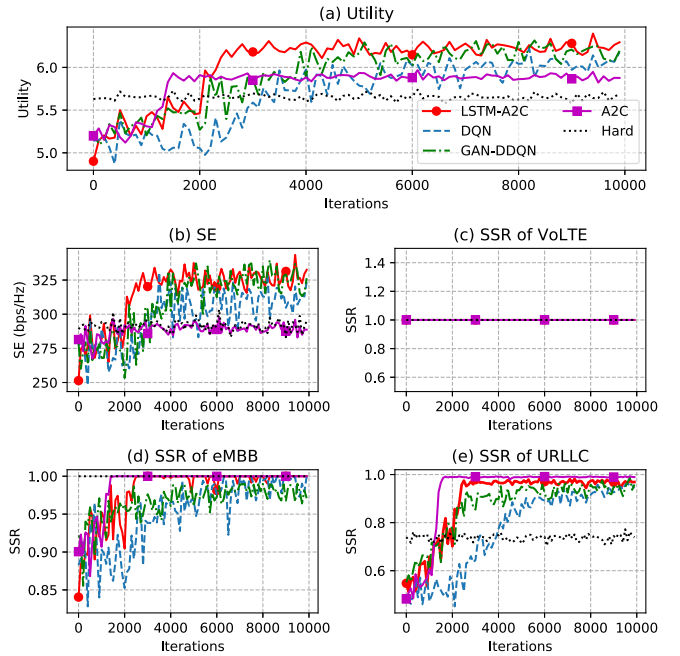 (a) Utility
Utility
6.0
5.5
5.0
0 2000 4000 6000 8000 10000
Iterations
LSTM-A2C
DQN
GAN-DDQN
A2C
Hard
(b) SE
SE (bps/Hz)
325
300
275
250
0 2000 4000 6000 8000 10000
Iterations
(c) SSR of VoLTE
SSR
1.4
1.2
1.0
0.8
0.6
0 2000 4000 6000 8000 10000
Iterations
(d) SSR of eMBB
SSR
1.00
0.95
0.90
0.85
0 2000 4000 6000 8000 10000
Iterations
(e) SSR of URLLC
SSR
1.0
0.8
0.6
0 2000 4000 6000 8000 10000
Iterations